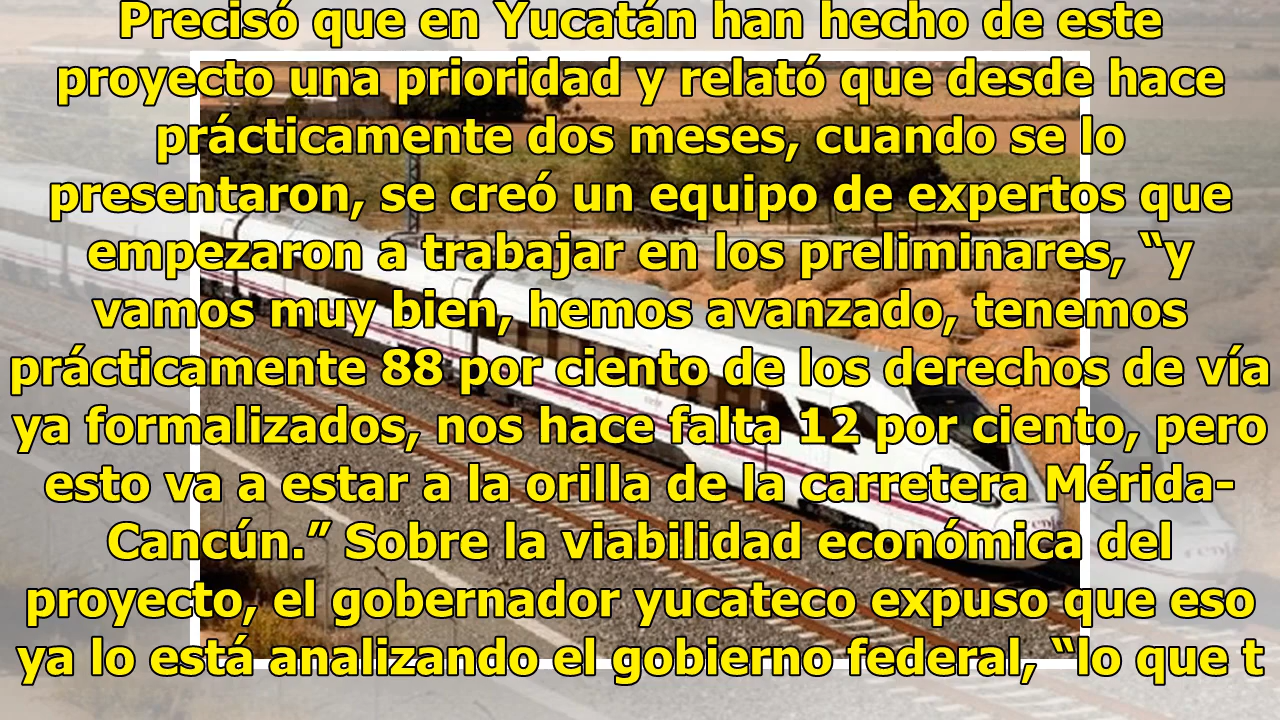 Precisó que en Yucatán han hecho de este
proyecto una prioridad y relató que desde hace
prácticamente dos meses, cuando se lo
presentaron, se creó un equipo de expertos que
empezaron a trabajar en los preliminares, “y
vamos muy bien, hemos avanzado, tenemos
prácticamente 88 por ciento de los derechos de vía
ya formalizados, nos hace falta 12 por ciento, pero
esto va a estar a la orilla de la carretera Mérida-
Cancún.” Sobre la viabilidad económica del
proyecto, el gobernador yucateco expuso que eso
ya lo está analizando el gobierno federal, “lo que t